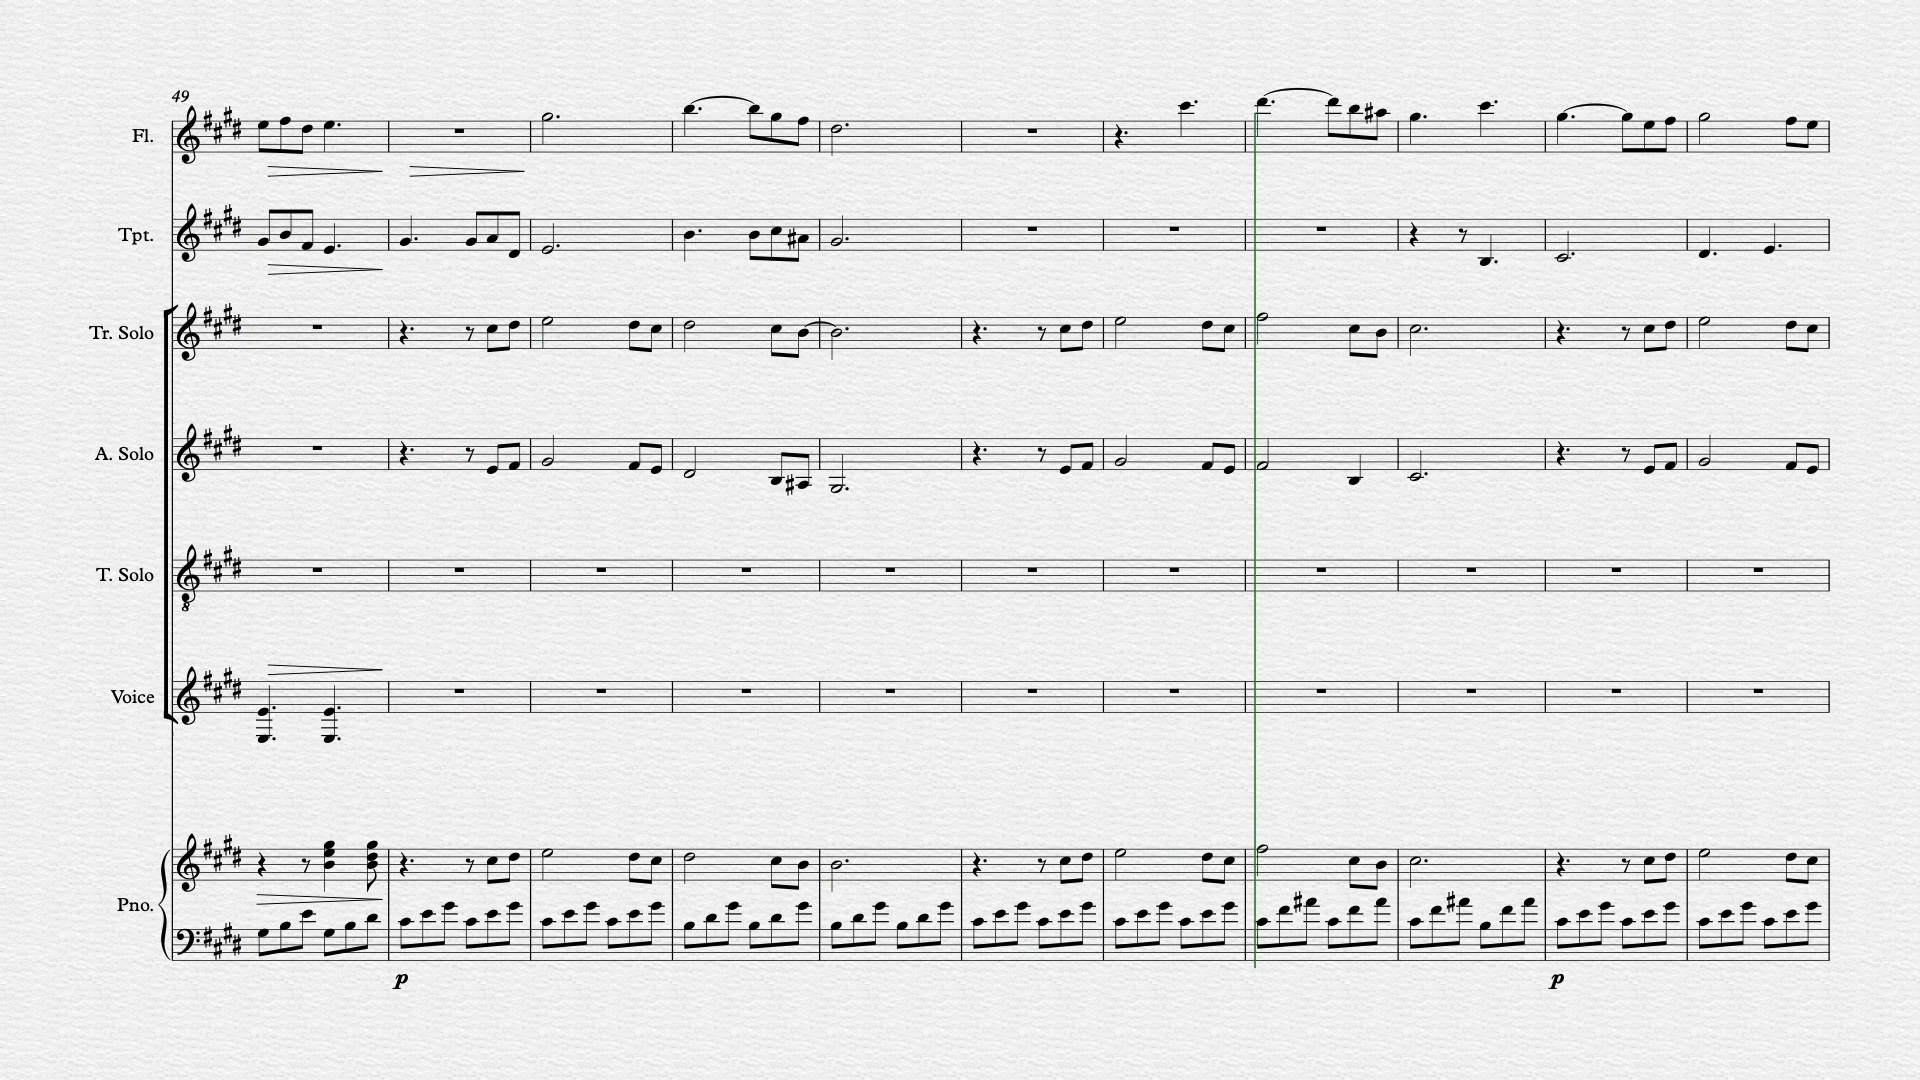 49
Fl.
Tpt.
Tr. Solo
A. Solo
T. Solo
Voice
Pno.
p
p